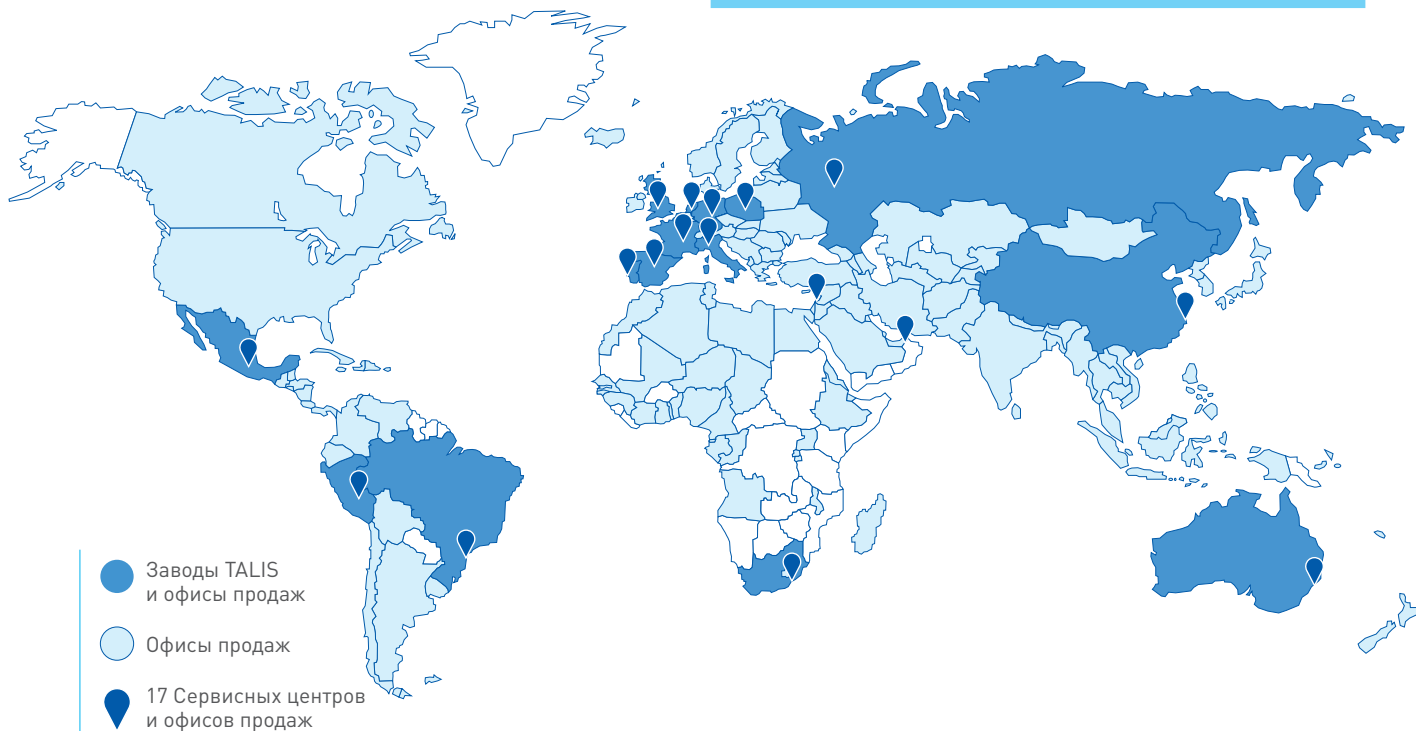 Заводы TALIS
и офисы продаж
Офисы продаж
17 Сервисных центров
и офисов продаж